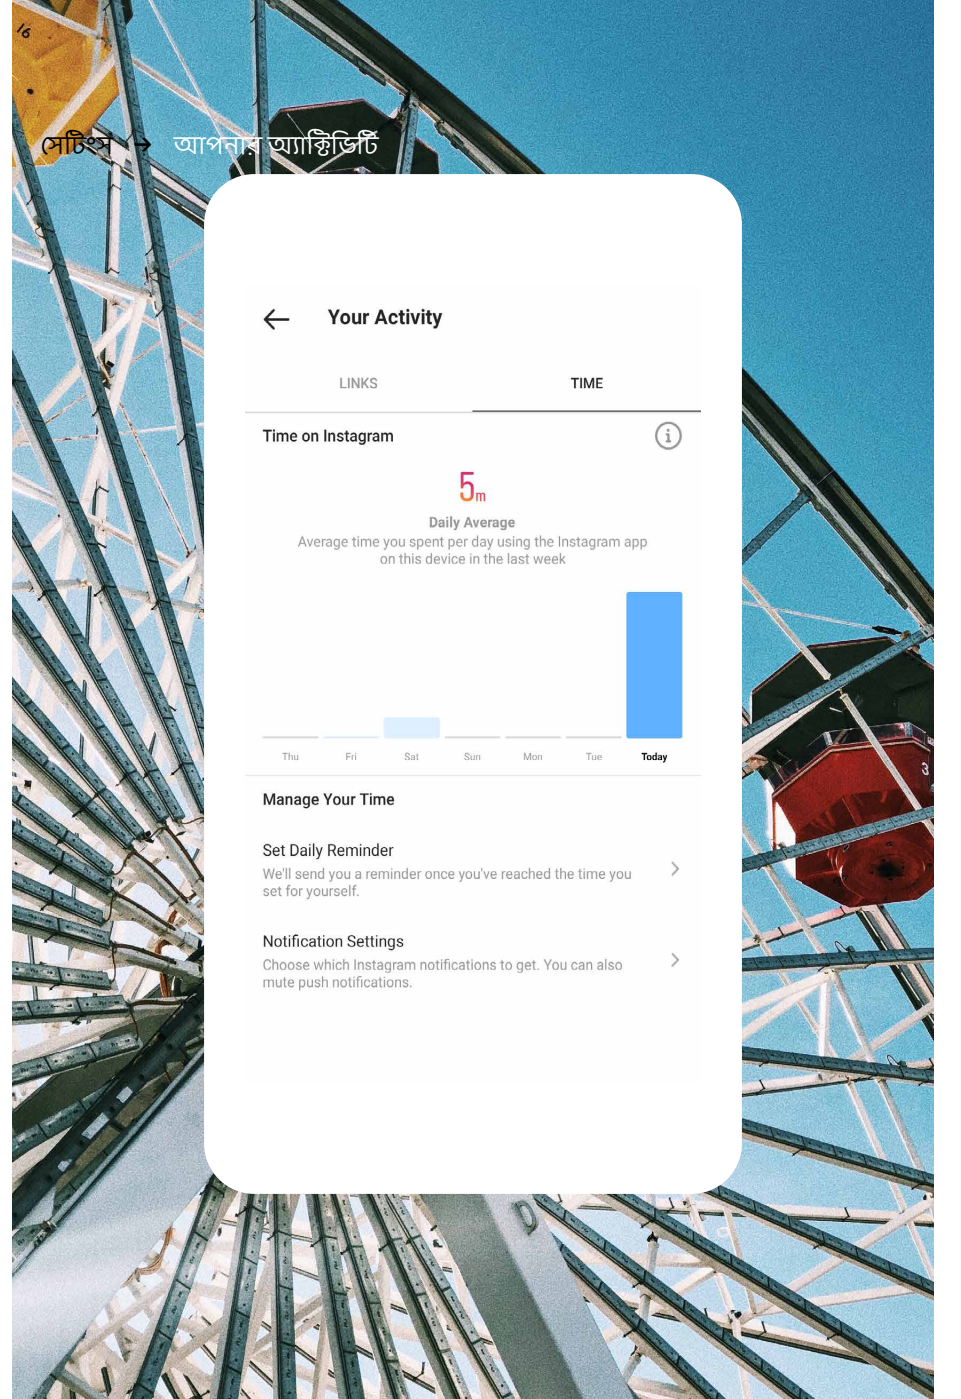 16
সেটিংস → আপনার অ্যাক্টিভিটি
Your Activity
LINKS TIME
Time on Instagram
5m
Daily Average
Average time you spent per day using the Instagram app
on this device in the last week
Thu Fri Sat Sun Mon Tue Today
3
Manage Your Time
Set Daily Reminder
We'll send you a reminder once you've reached the time you
set for yourself.
Notification Settings
Choose which Instagram notifications to get. You can also
mute push notifications.
D